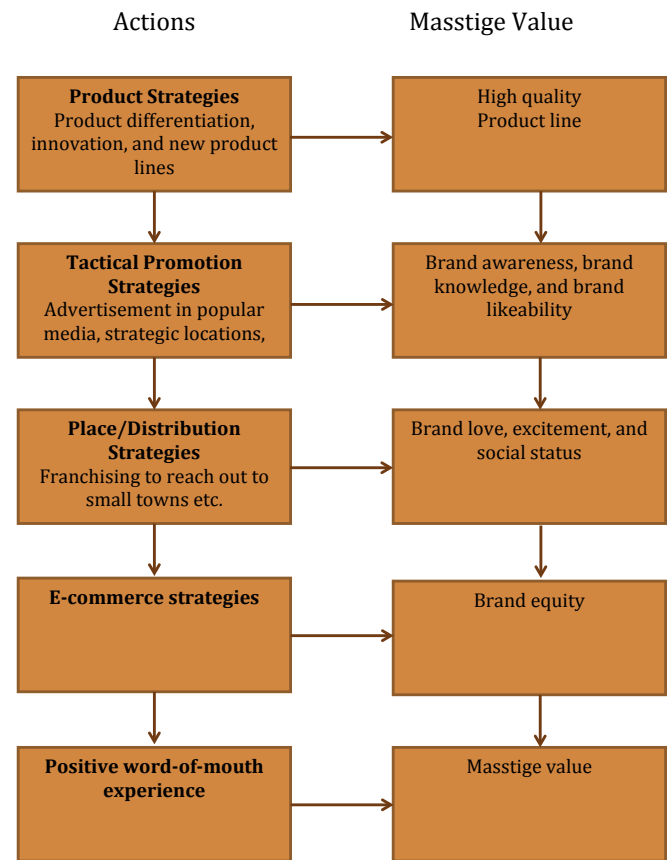 Actions
Masstige Value
Product Strategies
Product differentiation,
innovation, and new product
lines
High quality
Product line
Tactical Promotion
Strategies
Advertisement in popular
media, strategic locations,
Brand awareness, brand
knowledge, and brand
likeability
Place/Distribution
Strategies
Franchising to reach out to
small towns etc.
Brand love, excitement, and
social status
E-commerce strategies
Brand equity
Positive word-of-mouth
experience
Masstige value